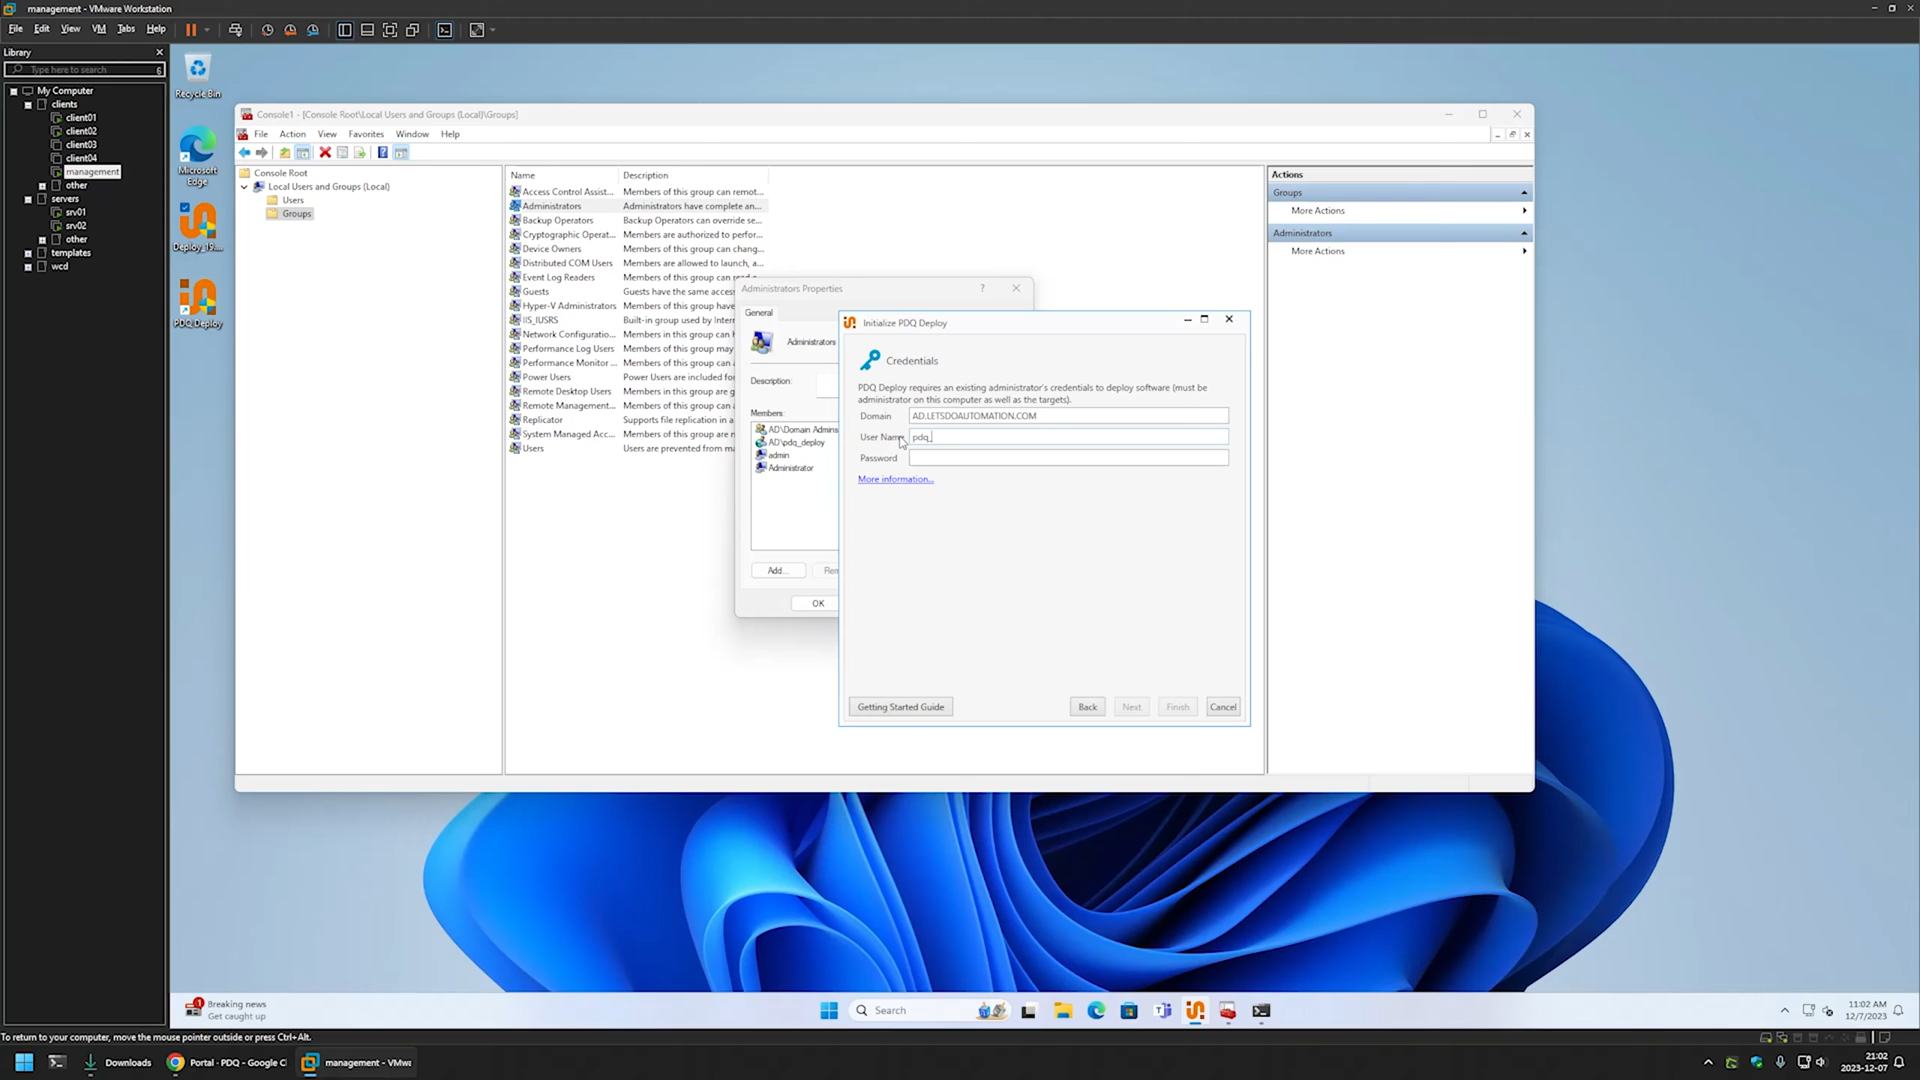 management - VMware Workstation
File Edit View VM Tabs Help
Library
Type here to search
My Computer
clients
client01
client02
client03
client04
management
other
servers
srv01
srv02
other
templates
wcd
Recycle Bin
Microsoft Edge
Deploy_19....
PDQ Deploy
Console1 - [Console Root\Local Users and Groups (Local)\Groups]
File Action View Favorites Window Help
Console Root
Local Users and Groups (Local)
Users
Groups
Name Description
Access Control Assist... Members of this group can remot...
Administrators Administrators have complete an...
Backup Operators Backup Operators can override se...
Cryptographic Operat... Members are authorized to perfor...
Device Owners Members of this group can chang...
Distributed COM Users Members are allowed to launch, a...
Event Log Readers Members of this group can read e...
Guests Guests have the same access
Hyper-V Administrators Members of this group have
IIS_IUSRS Built-in group used by Inter
Network Configuratio... Members in this group can
Performance Log Users Members of this group may
Performance Monitor ... Members of this group can a
Power Users Power Users are included for
Remote Desktop Users Members in this group are g
Remote Management... Members of this group can a
Replicator Supports file replication in a
System Managed Acc... Members of this group are m
Users Users are prevented from ma
Actions
Groups
More Actions
Administrators
More Actions
Administrators Properties
General
Administrators
Description:
Members:
AD\Domain Admins
AD\pdq_deploy
admin
Administrator
Add...
Rem
OK
Initialize PDQ Deploy
Credentials
PDQ Deploy requires an existing administrator's credentials to deploy software (must be
administrator on this computer as well as the targets).
Domain AD.LETSDOAUTOMATION.COM
User Name pdq_
Password
More information...
Getting Started Guide Back Next Finish Cancel
Breaking news
Get caught up
1
Search
11:02 AM
12/7/2023
To return to your computer, move the mouse pointer outside or press Ctrl+Alt.
Downloads
Portal - PDQ - Google Cl
management - VMwa
21:02
2023-12-07